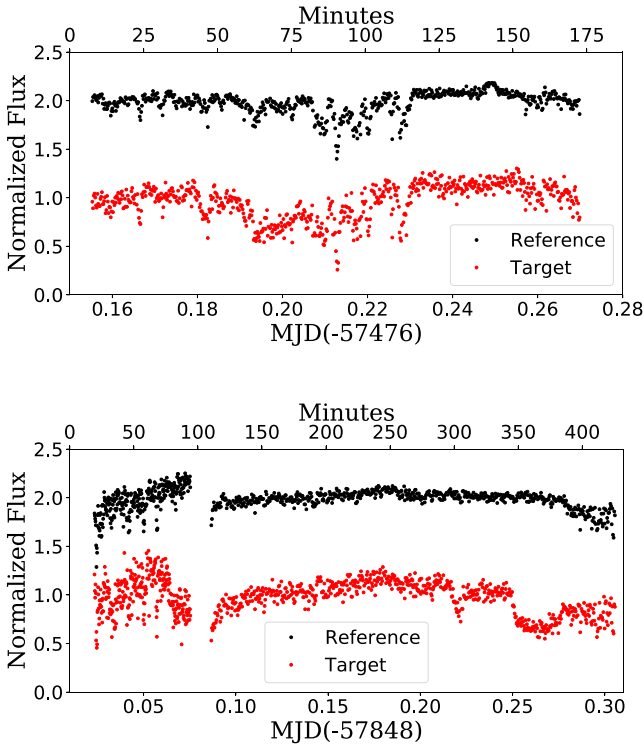 Minutes
0 25 50 75 100 125 150 175
Normalized Flux
2.5
2.0
1.5
1.0
0.5
0.0
Reference
Target
0.16 0.18 0.20 0.22 0.24 0.26 0.28
MJD(-57476)
Minutes
0 50 100 150 200 250 300 350 400
Normalized Flux
2.5
2.0
1.5
1.0
0.5
0.0
Reference
Target
0.05 0.10 0.15 0.20 0.25 0.30
MJD(-57848)